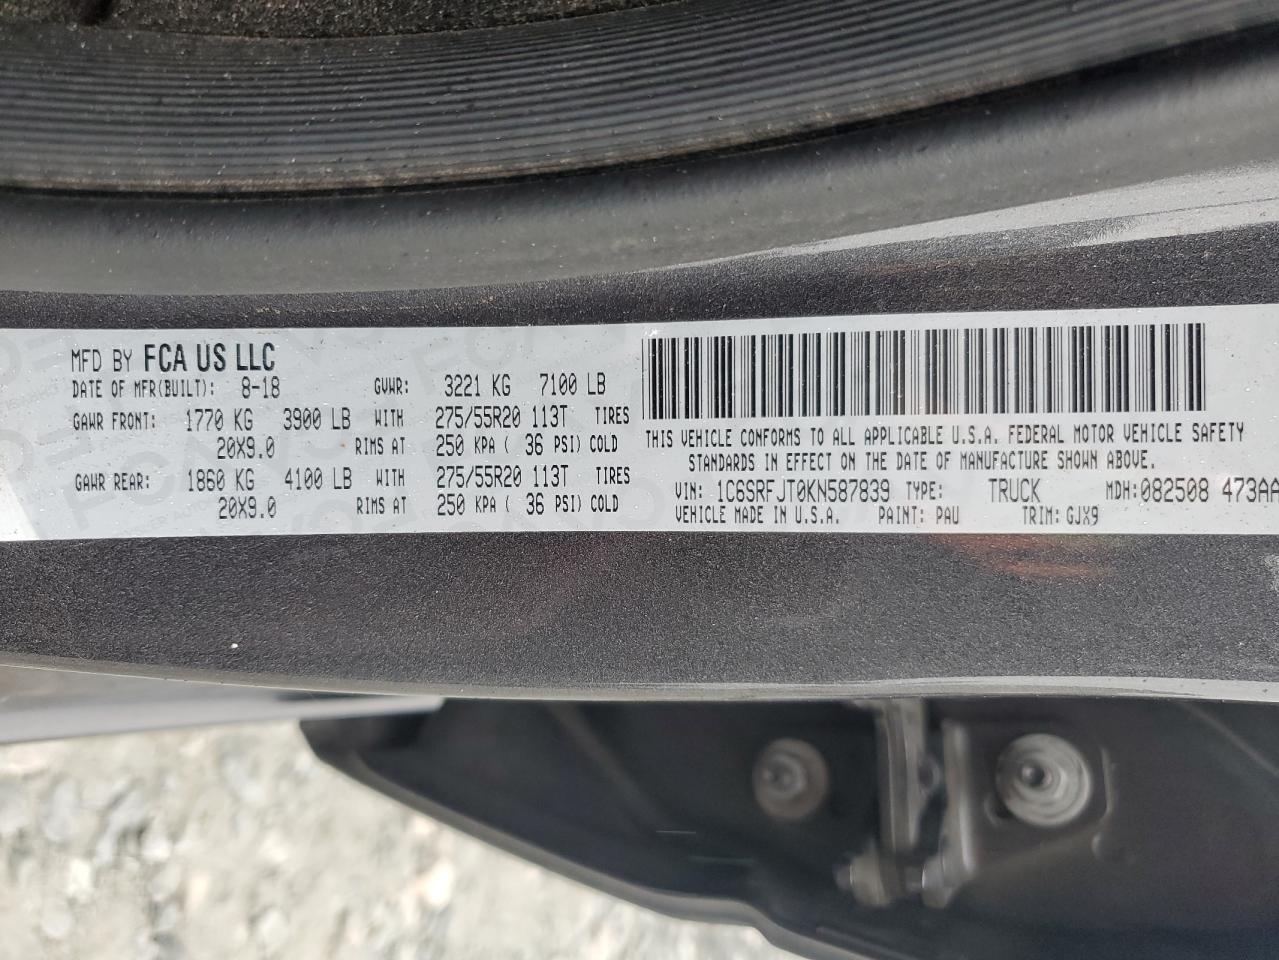 MFD BY FCA US LLC
DATE OF MFR(BUILT): 8-18 GVWR: 3221 KG 7100 LB
GAWR FRONT: 1770 KG 3900 LB WITH 275/55R20 113T TIRES
20X9.0 RIMS AT 250 KPA ( 36 PSI) COLD
GAWR REAR: 1860 KG 4100 LB WITH 275/55R20 113T TIRES
20X9.0 RIMS AT 250 KPA ( 36 PSI) COLD
THIS VEHICLE CONFORMS TO ALL APPLICABLE U.S.A. FEDERAL MOTOR VEHICLE SAFETY
STANDARDS IN EFFECT ON THE DATE OF MANUFACTURE SHOWN ABOVE.
VIN: 1C6SRFJT0KN587839 TYPE: TRUCK MDH:082508 473AA
VEHICLE MADE IN U.S.A. PAINT: PAU TRIM: GJX9